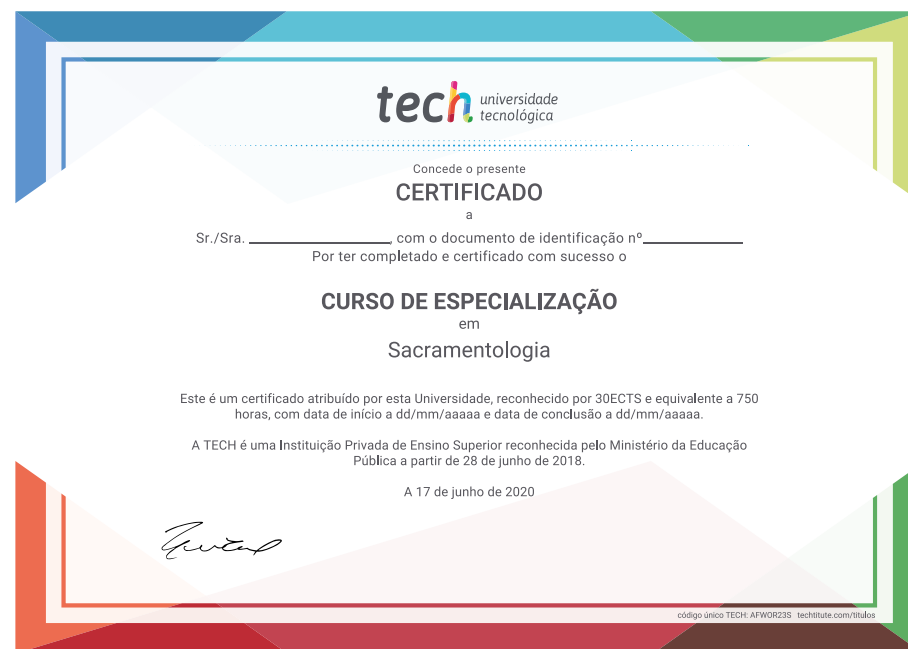 tech universidade
tecnológica
Concede o presente
CERTIFICADO
a
Sr./Sra. ________________, com o documento de identificação nº____________
Por ter completado e certificado com sucesso o
CURSO DE ESPECIALIZAÇÃO
em
Sacramentologia
Este é um certificado atribuído por esta Universidade, reconhecido por 30ECTS e equivalente a 750
horas, com data de início a dd/mm/aaaaa e data de conclusão a dd/mm/aaaaa.
A TECH é uma Instituição Privada de Ensino Superior reconhecida pelo Ministério da Educação
Pública a partir de 28 de junho de 2018.
A 17 de junho de 2020
código único TECH: AFWOR23S techtitute.com/titulos